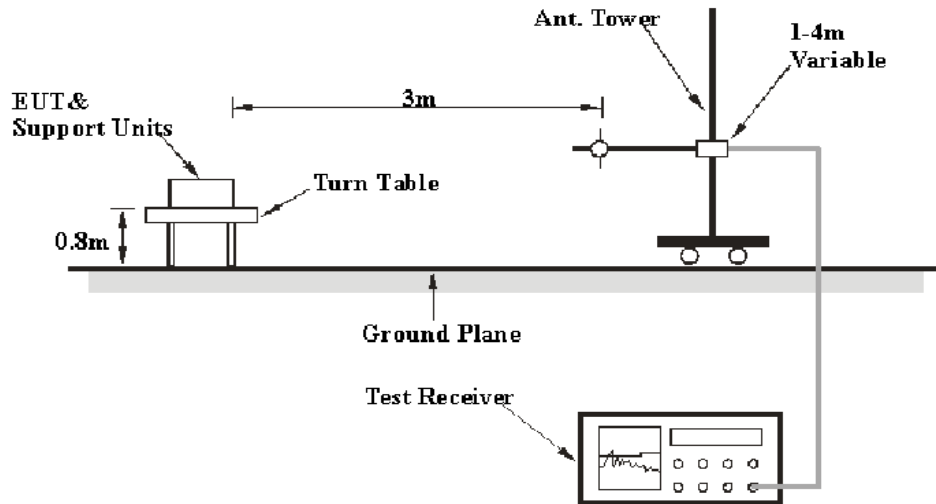 Ant. Tower
1-4m
Variable
3m
EUT&
Support Units
Turn Table
0.8m
Ground Plane
Test Receiver